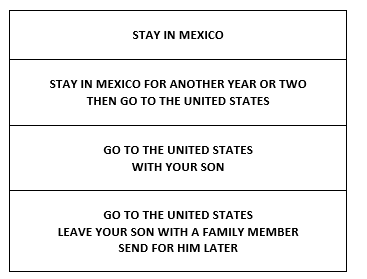 STAY IN MEXICO
STAY IN MEXICO FOR ANOTHER YEAR OR TWO
THEN GO TO THE UNITED STATES
GO TO THE UNITED STATES
WITH YOUR SON
GO TO THE UNITED STATES
LEAVE YOUR SON WITH A FAMILY MEMBER
SEND FOR HIM LATER